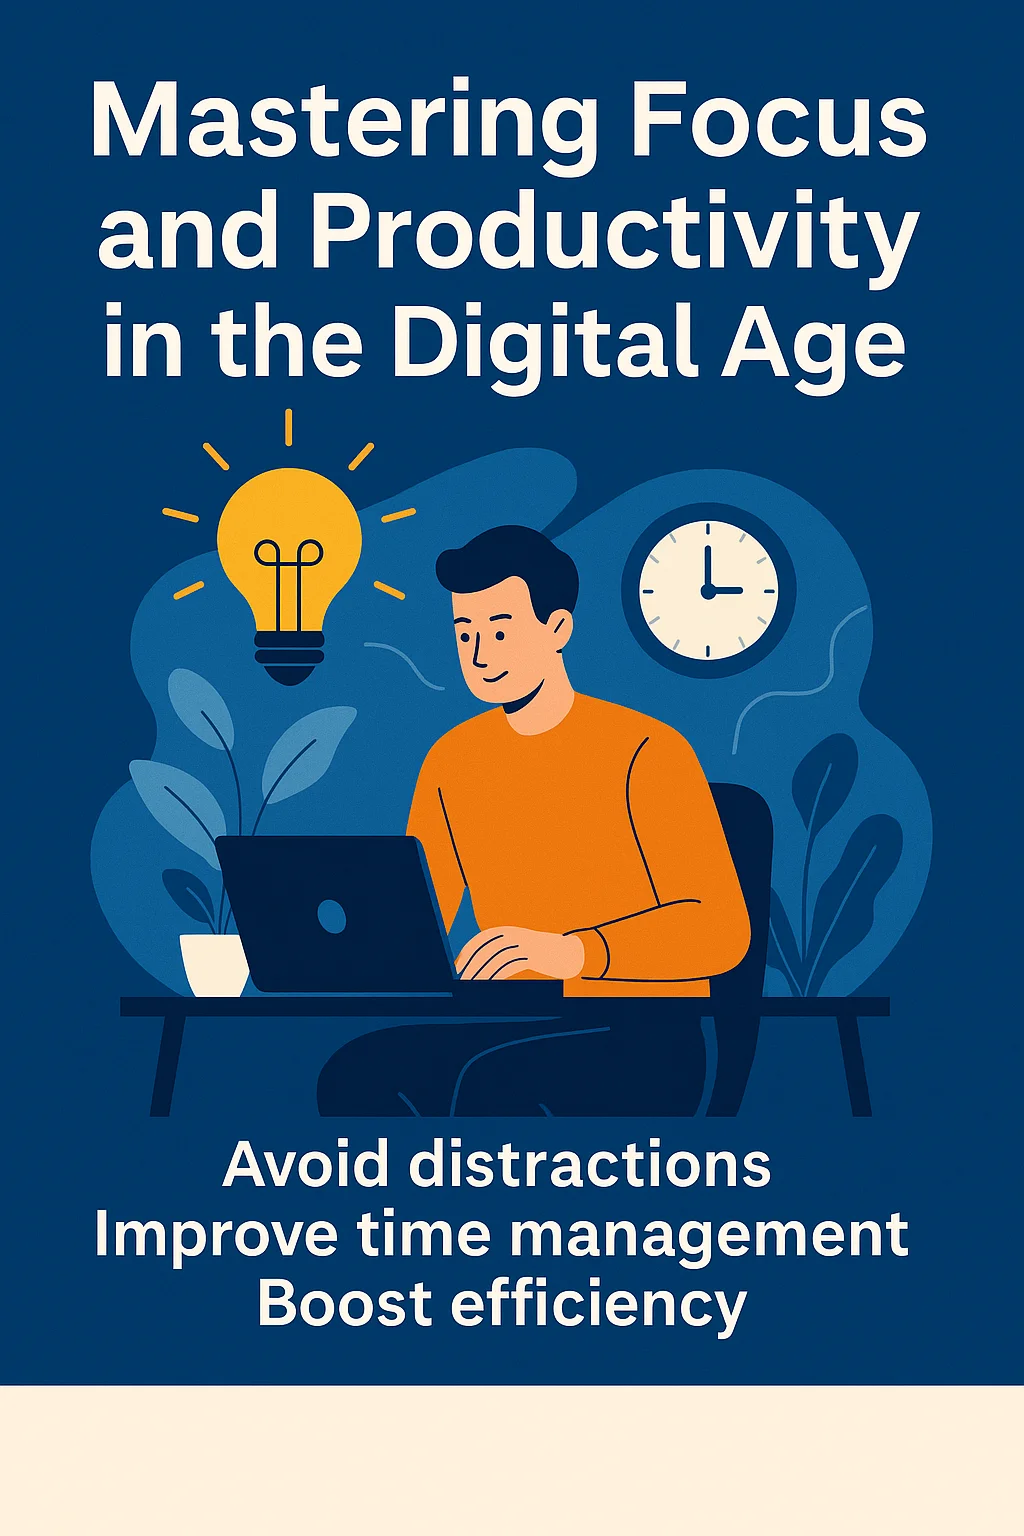 Mastering Focus
and Productivity
in the Digital Age
Avoid distractions
Improve time management
Boost efficiency